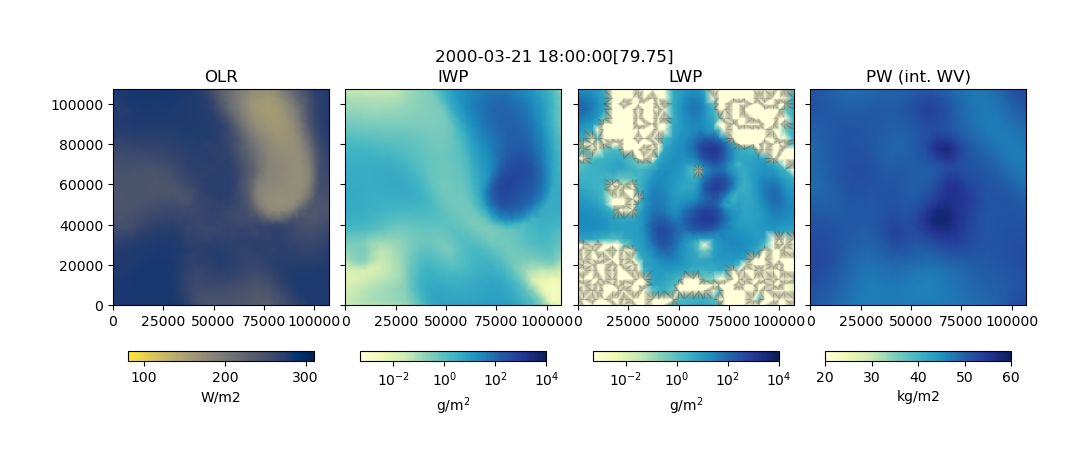 2000-03-21 18:00:00[79.75]
OLR IWP LWP PW (int. WV)
100000
80000
60000
40000
20000
0
0 25000 50000 75000 100000 0 25000 50000 75000 100000 0 25000 50000 75000 100000 0 25000 50000 75000 100000
100 200 300 10⁻² 10⁰ 10² 10⁴ 10⁻² 10⁰ 10² 10⁴ 20 30 40 50 60
W/m2 g/m² g/m² kg/m2